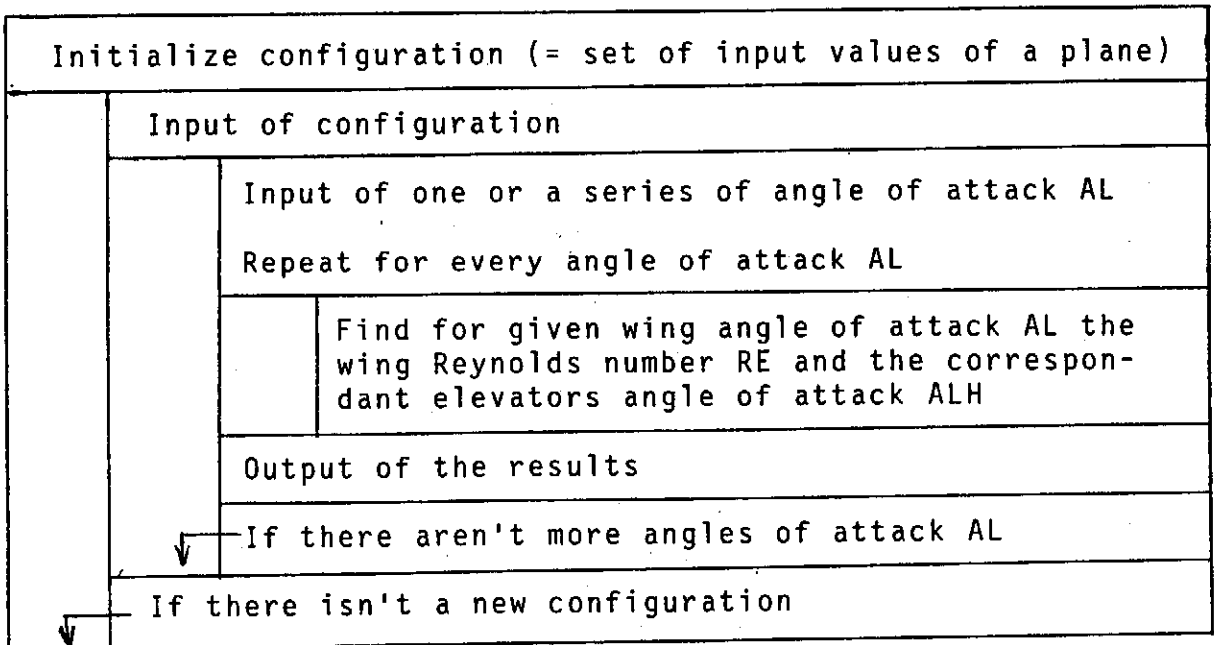 Initialize configuration (= set of input values of a plane)
Input of configuration
Input of one or a series of angle of attack AL
Repeat for every angle of attack AL
Find for given wing angle of attack AL the
wing Reynolds number RE and the correspon-
dant elevators angle of attack ALH
Output of the results
If there aren't more angles of attack AL
If there isn't a new configuration